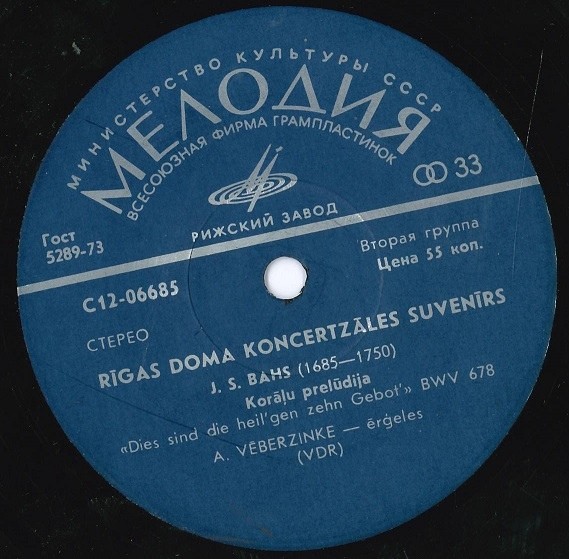 МИНИСТЕРСТВО КУЛЬТУРЫ СССР
МЕЛОДИЯ
ВСЕСОЮЗНАЯ ФИРМА ГРАМПЛАСТИНОК
33
РИЖСКИЙ ЗАВОД
Гост
5289-73
Вторая группа
Цена 55 коп.
С12-06685
СТЕРЕО
RĪGAS DOMA KONCERTZĀLES SUVENĪRS
J. S. BAHS (1685—1750)
Korāļu prelūdija
«Dies sind die heil'gen zehn Gebot'» BWV 678
A. VĒBERZINKE — ērģeles
(VDR)